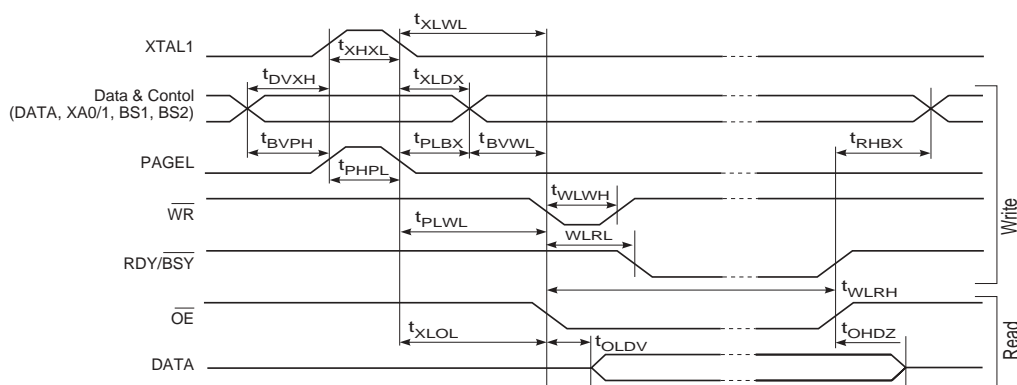 XTAL1
tXLWL
tXHXL
Data & Contol
(DATA, XA0/1, BS1, BS2)
tDVXH
tXLDX
PAGEL
tBVPH
tPLBX
tBVWL
tRHBX
tPHPL
WR
tWLWH
tPLWL
RDY/BSY
WLRL
tWLRH
Write
OE
tXLOL
tOLDV
tOHDZ
DATA
Read